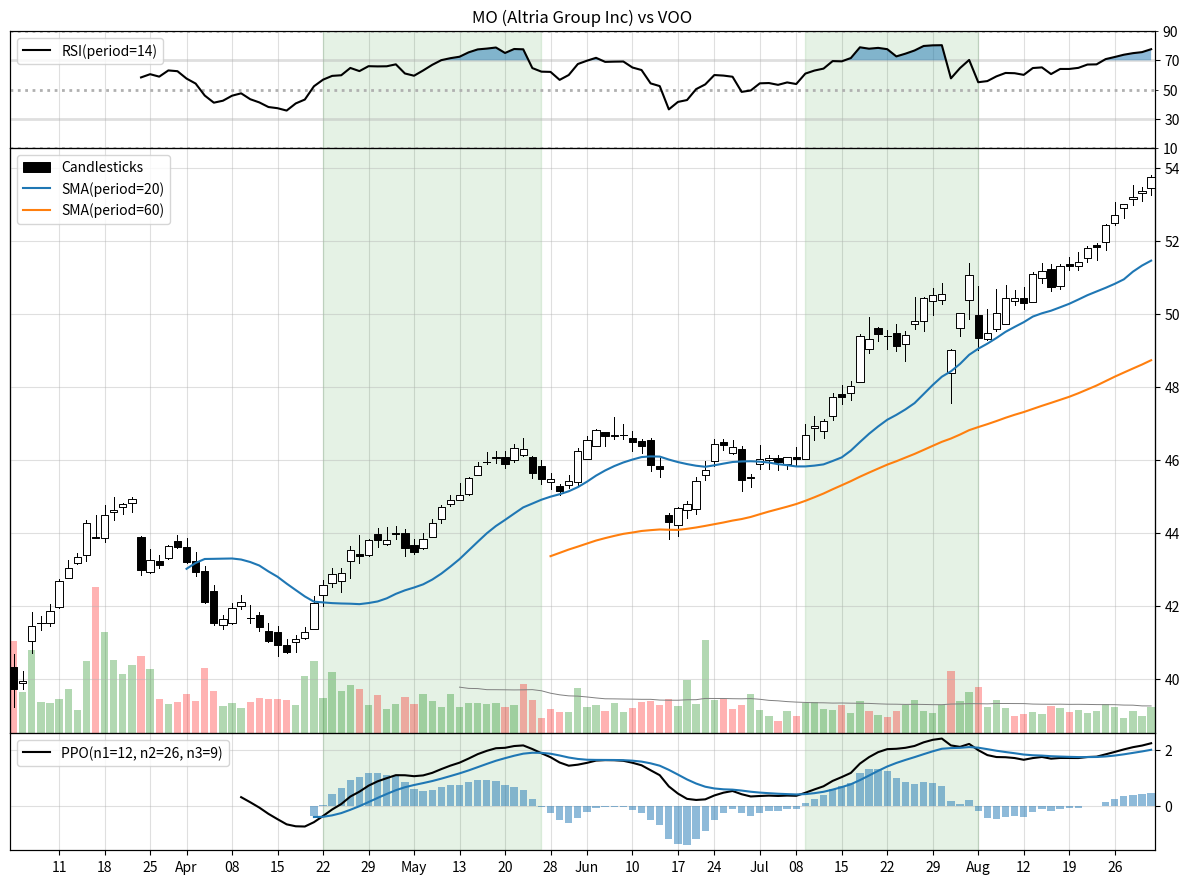 MO (Altria Group Inc) vs VOO
RSI(period=14)
90
70
50
30
10
Candlesticks
SMA(period=20)
SMA(period=60)
54
52
50
48
46
44
42
40
PPO(n1=12, n2=26, n3=9)
2
0
11 18 25 Apr 08 15 22 29 May 13 20 28 Jun 10 17 24 Jul 08 15 22 29 Aug 12 19 26